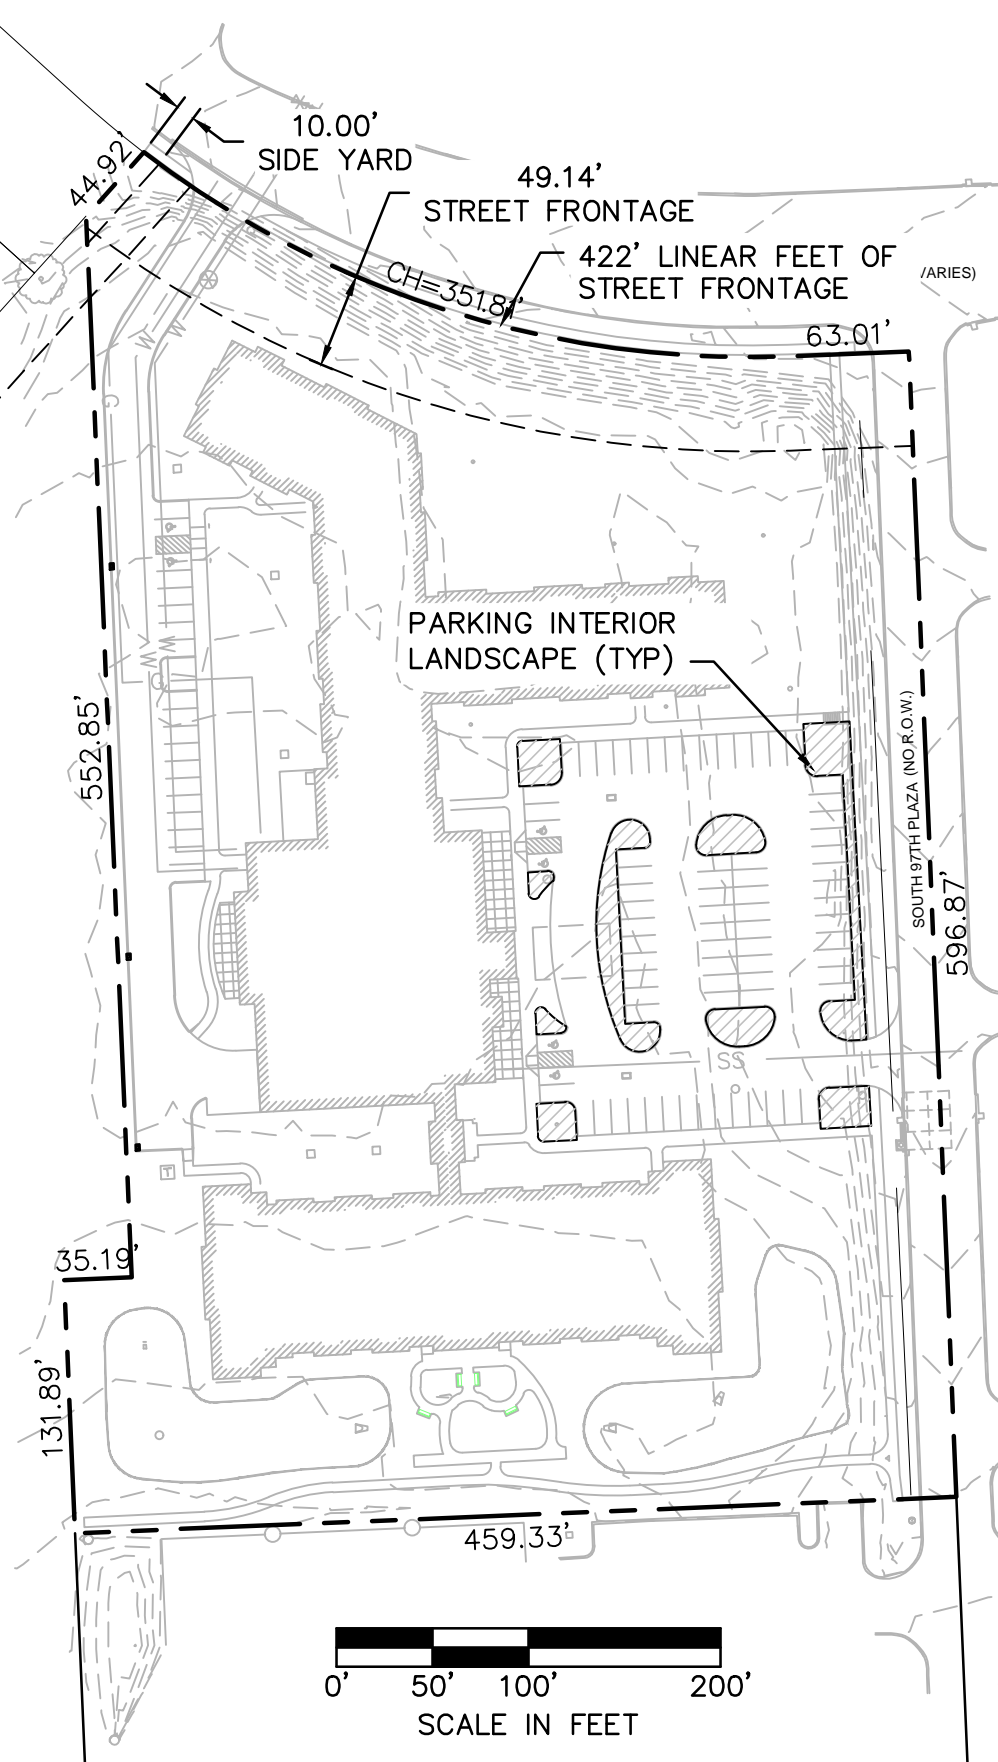 10.00'
SIDE YARD
44.92'
49.14'
STREET FRONTAGE
422' LINEAR FEET OF
STREET FRONTAGE
/ARIES)
CH=351.81'
63.01'
W
W
G
PARKING INTERIOR
LANDSCAPE (TYP)
W
W
G
552.85'
SOUTH 97TH PLAZA (NO R.O.W.)
596.87'
SS
T
35.19'
131.89'
459.33'
0' 50' 100' 200'
SCALE IN FEET